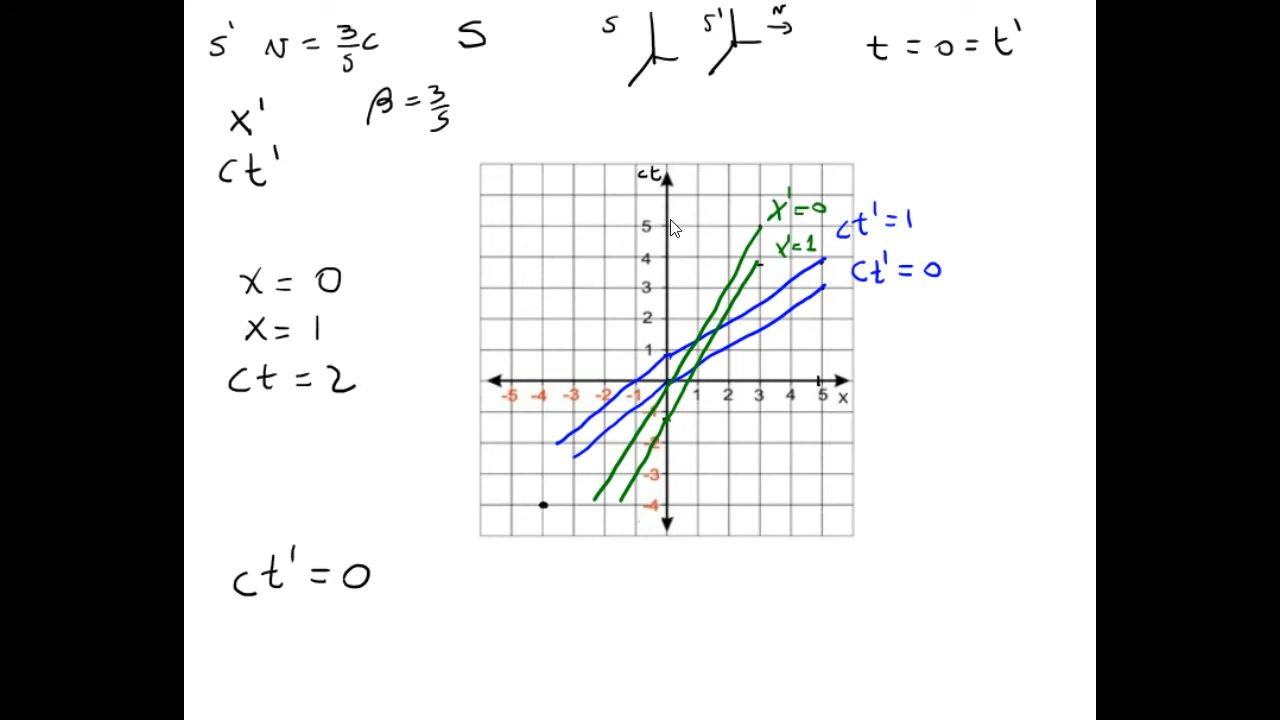 S' v = 3/5 c S S S' v → t = 0 = t'
x' β = 3/5
ct'
ct
x' = 0
ct' = 1
5
x' = 1
4
ct' = 0
3
x = 0
2
x = 1
1
ct = 2
-5 -4 -3 -2 -1 1 2 3 4 5 x
-1
-2
-3
-4
ct' = 0